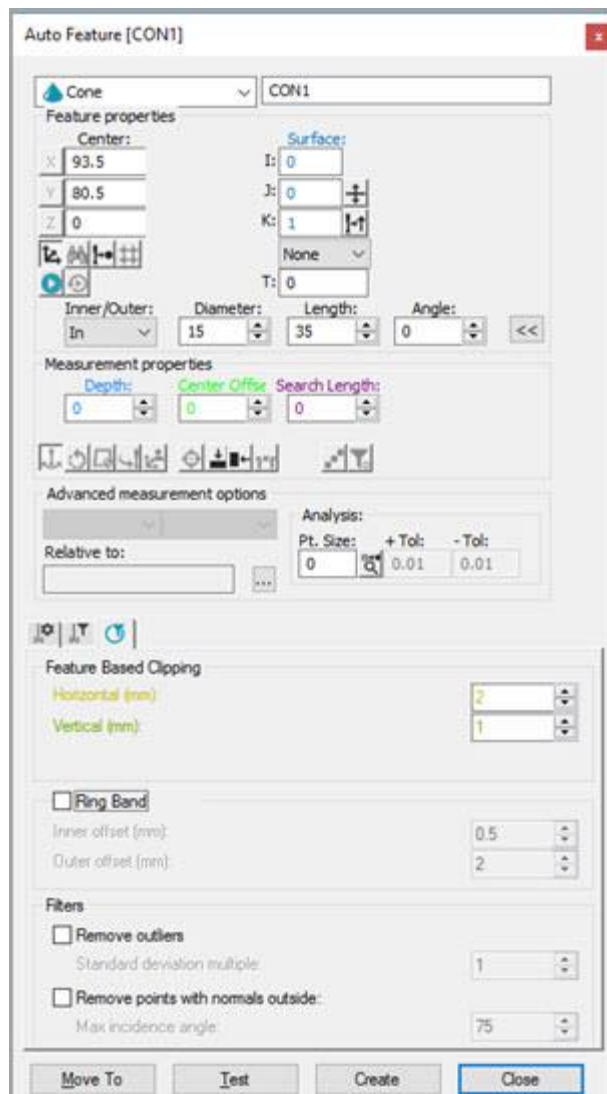 Auto Feature [CON1]
x
Cone CON1
Feature properties
Center: Surface:
X 93.5 I: 0
Y 80.5 J: 0
Z 0 K: 1
None
T: 0
Inner/Outer: Diameter: Length: Angle:
In 15 35 0 <<
Measurement properties
Depth: Center Offse Search Length:
0 0 0
Advanced measurement options
Analysis:
Pt. Size: + Tol: - Tol:
0 0.01 0.01
Relative to:
...
Feature Based Clipping
Horizontal (mm): 2
Vertical (mm): 1
Ring Band
Inner offset (mm): 0.5
Outer offset (mm): 2
Filters
Remove outliers
Standard deviation multiple: 1
Remove points with normals outside:
Max incidence angle: 75
Move To Test Create Close